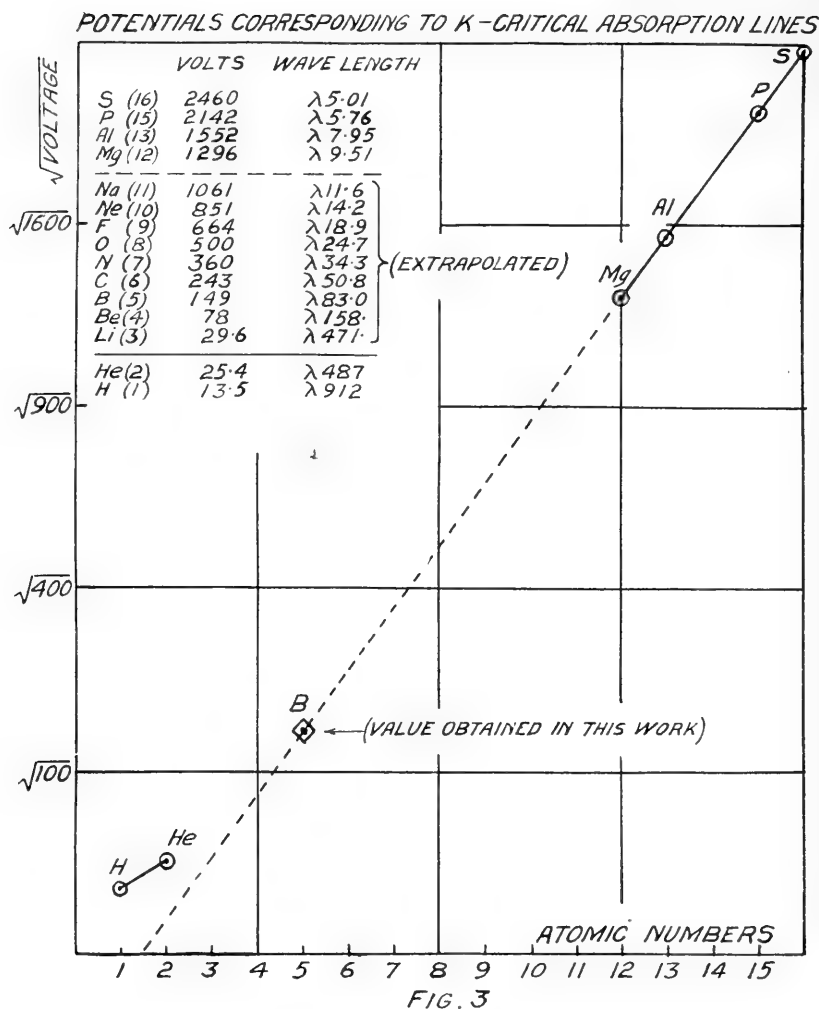 POTENTIALS CORRESPONDING TO K-CRITICAL ABSORPTION LINES
√VOLTAGE
VOLTS WAVE LENGTH
S (16) 2460 λ5·01
P (15) 2142 λ5·76
Al (13) 1552 λ7·95
Mg (12) 1296 λ9·51
Na (11) 1061 λ11·6
Ne (10) 851 λ14·2
F (9) 664 λ18·9
O (8) 500 λ24·7
N (7) 360 λ34·3
C (6) 243 λ50·8
B (5) 149 λ83·0
Be (4) 78 λ158·
Li (3) 29·6 λ471·
(EXTRAPOLATED)
He (2) 25·4 λ487
H (1) 13·5 λ912
S
P
Al
Mg
√1600
√900
√400
√100
B
(VALUE OBTAINED IN THIS WORK)
He
H
ATOMIC NUMBERS
1 2 3 4 5 6 7 8 9 10 11 12 13 14 15
FIG. 3